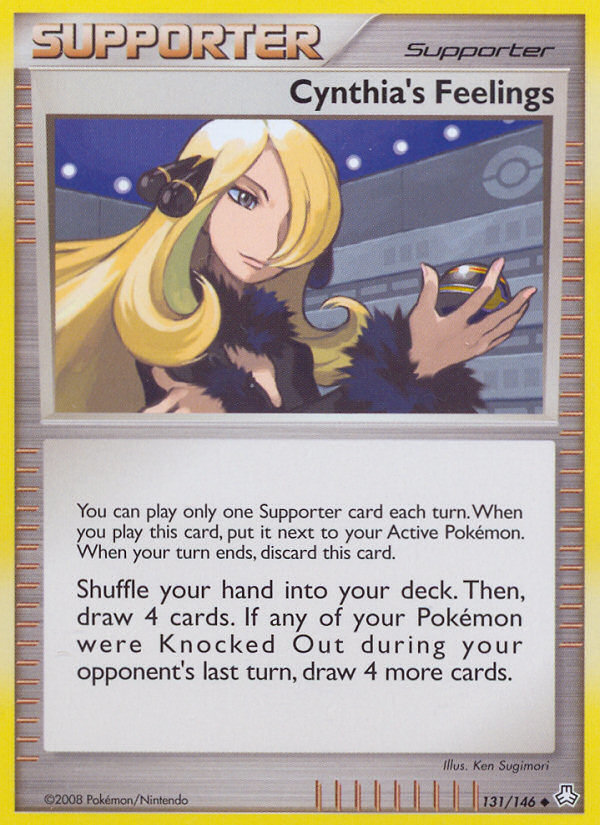 SUPPORTER
Supporter
Cynthia's Feelings
You can play only one Supporter card each turn. When
you play this card, put it next to your Active Pokémon.
When your turn ends, discard this card.
Shuffle your hand into your deck. Then,
draw 4 cards. If any of your Pokémon
were Knocked Out during your
opponent's last turn, draw 4 more cards.
Illus. Ken Sugimori
©2008 Pokémon/Nintendo
131/146